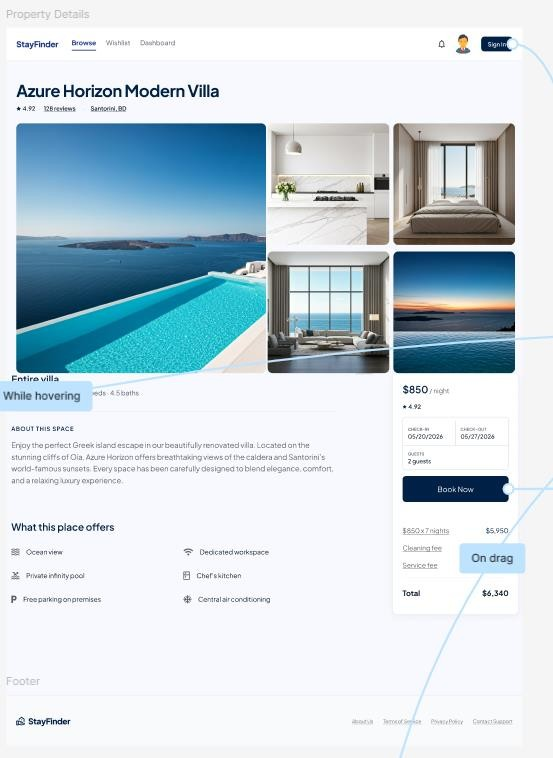 Property Details
StayFinder Browse Wishlist Dashboard Sign In
Azure Horizon Modern Villa
★ 4.92 128 reviews Santorini, BD
Entire villa
beds · 4.5 baths
While hovering
ABOUT THIS SPACE
Enjoy the perfect Greek island escape in our beautifully renovated villa. Located on the
stunning cliffs of Oia, Azure Horizon offers breathtaking views of the caldera and Santorini's
world-famous sunsets. Every space has been carefully designed to blend elegance, comfort,
and a relaxing luxury experience.
What this place offers
Ocean view
Dedicated workspace
Private infinity pool
Chef's kitchen
Free parking on premises
Central air conditioning
$850 / night
★ 4.92
CHECK-IN CHECK-OUT
05/20/2026 05/27/2026
GUESTS
2 guests
Book Now
$850 x 7 nights $5,950
Cleaning fee
On drag
Service fee
Total $6,340
Footer
StayFinder About Us Terms of Service Privacy Policy Contact Support